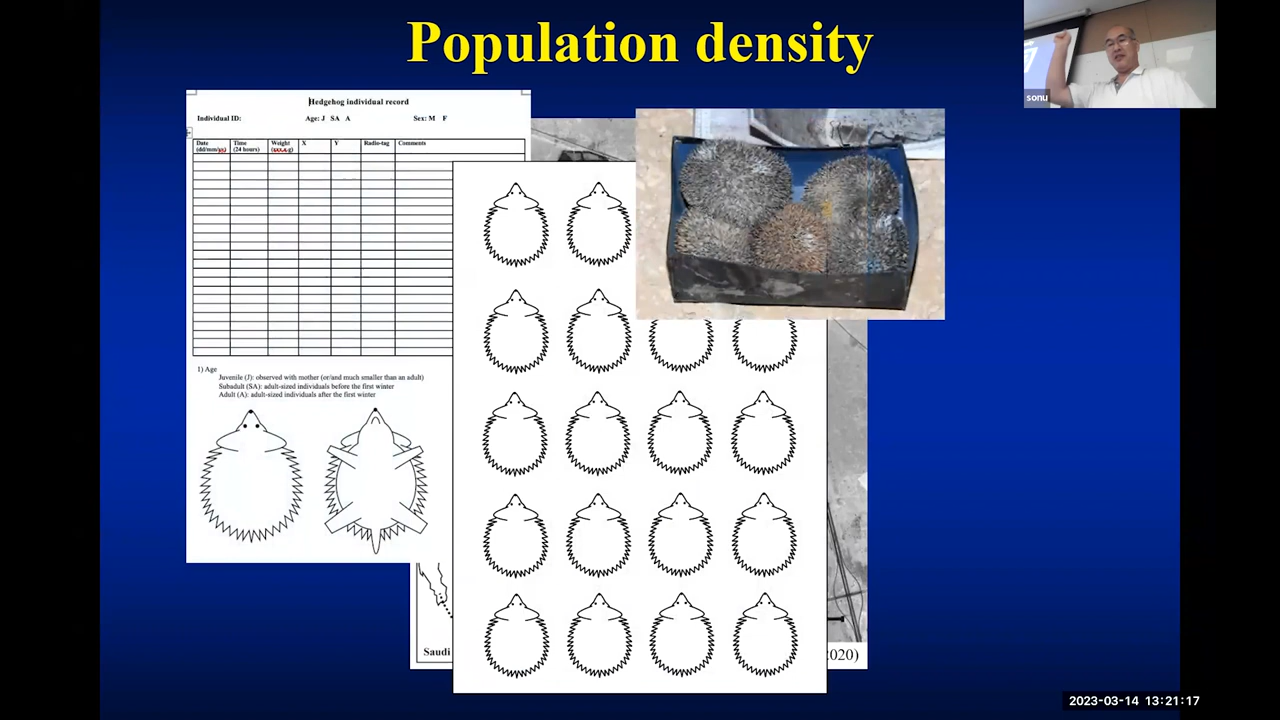 Population density
sonu
Hedgehog individual record
Individual ID: Age: J SA A Sex: M F
Date (dd/mm/yy) Time (24 hours) Weight X Y Radio-tag Comments
1) Age
Juvenile (J): observed with mother (or/and much smaller than an adult)
Subadult (SA): adult-sized individuals before the first winter
Adult (A): adult-sized individuals after the first winter
Saudi
020)
2023-03-14 13:21:17